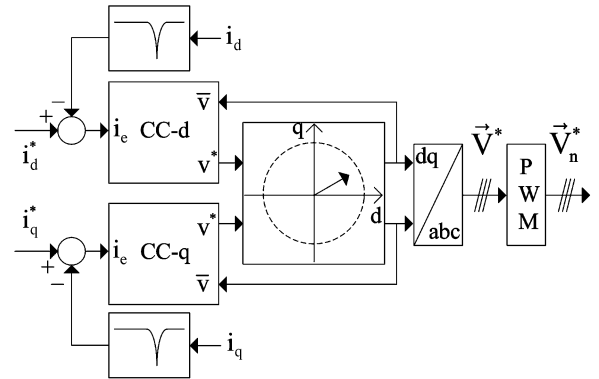 i_d
− v̄
+ i_e CC-d
i_d^* v^*
q
dq V⃗^* V⃗_n^*
P
W
M
d
abc
i_q^* v^*
+ i_e CC-q
− v̄
i_q